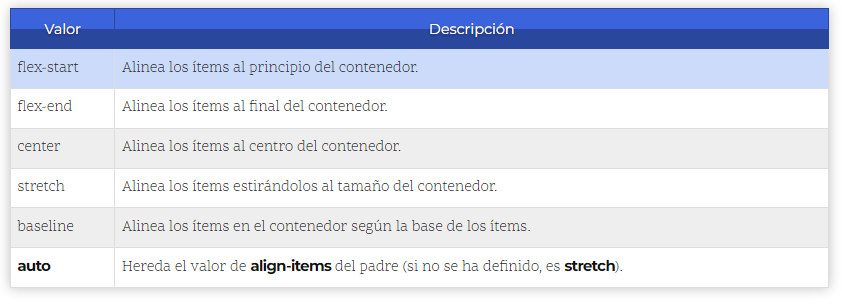 Valor Descripción
flex-start Alinea los ítems al principio del contenedor.
flex-end Alinea los ítems al final del contenedor.
center Alinea los ítems al centro del contenedor.
stretch Alinea los ítems estirándolos al tamaño del contenedor.
baseline Alinea los ítems en el contenedor según la base de los ítems.
auto Hereda el valor de align-items del padre (si no se ha definido, es stretch).